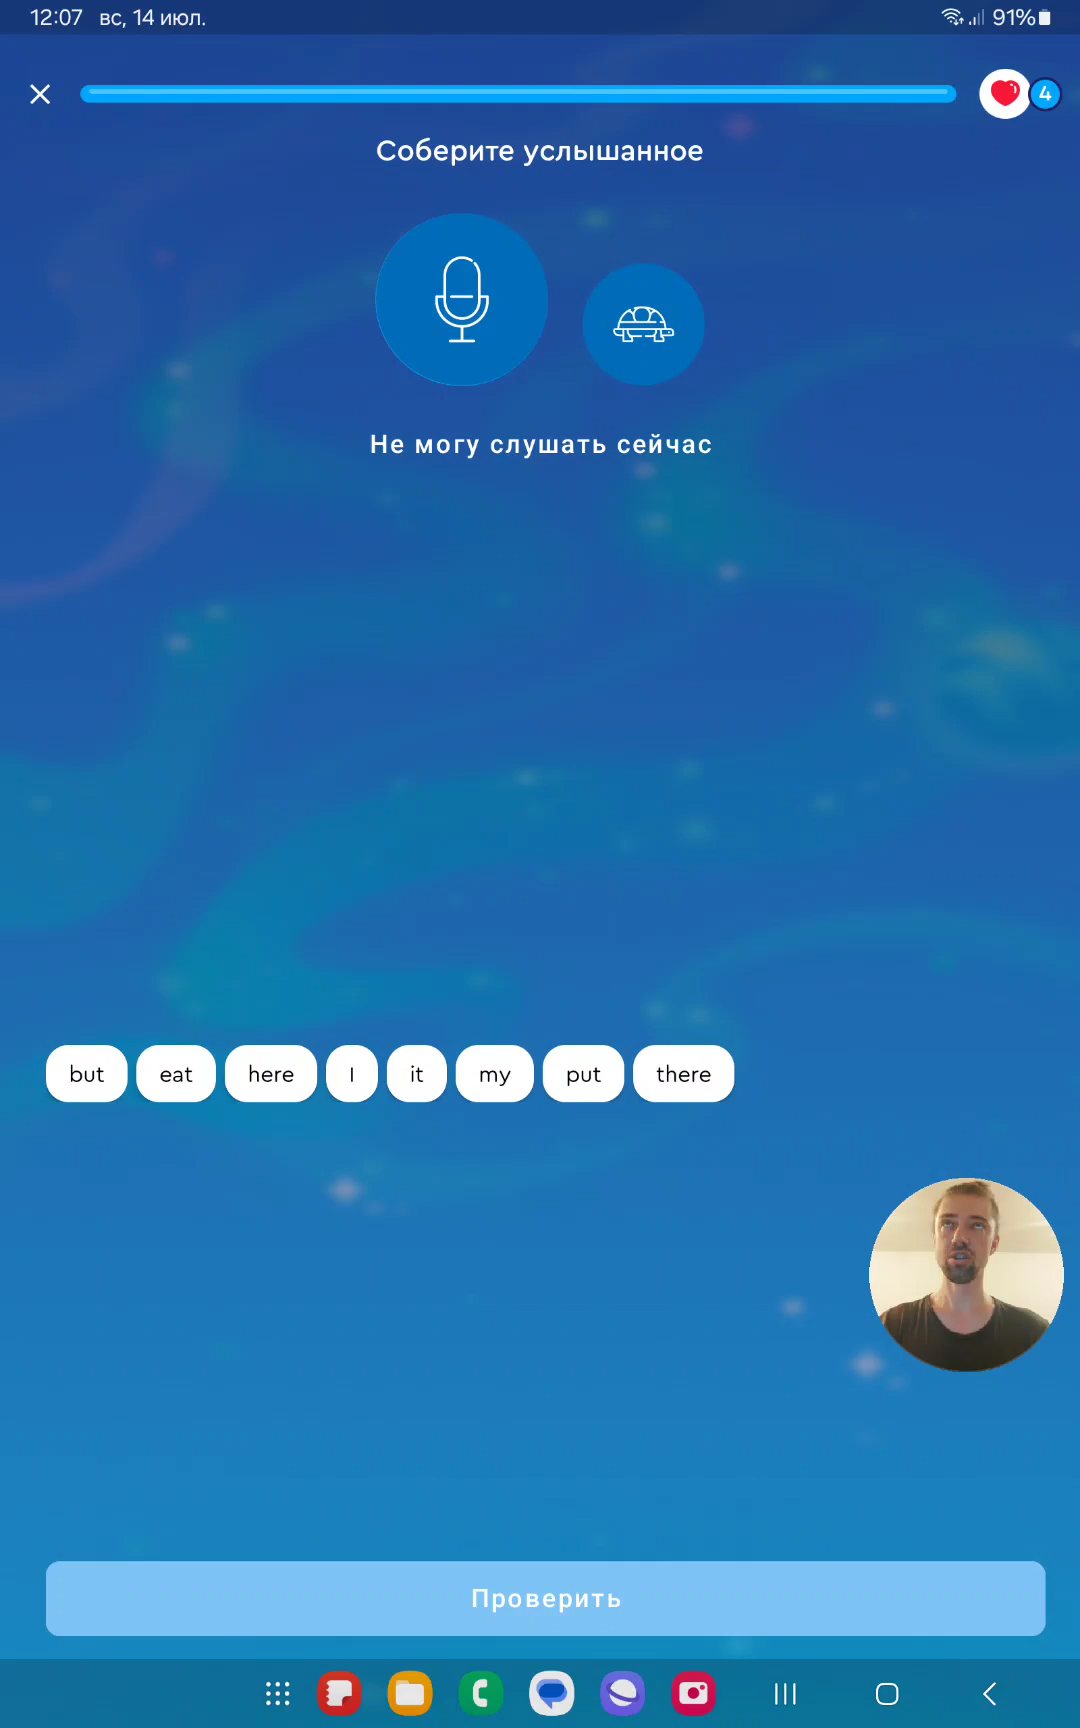 12:07 вс, 14 июл. 91%
4
Соберите услышанное
Не могу слушать сейчас
but eat here I it my put there
Проверить